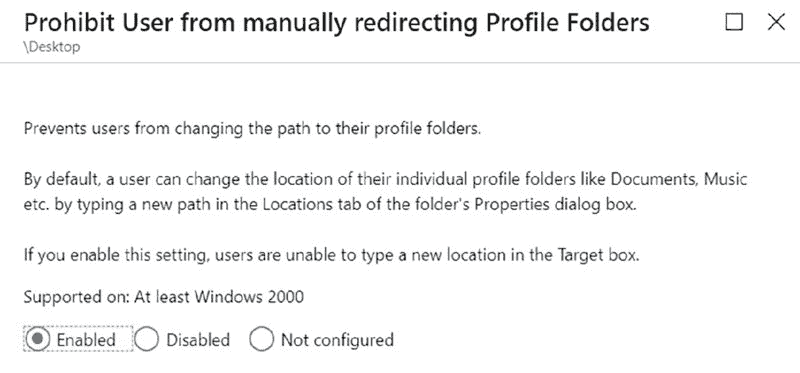 Prohibit User from manually redirecting Profile Folders
\Desktop
Prevents users from changing the path to their profile folders.
By default, a user can change the location of their individual profile folders like Documents, Music
etc. by typing a new path in the Locations tab of the folder's Properties dialog box.
If you enable this setting, users are unable to type a new location in the Target box.
Supported on: At least Windows 2000
Enabled Disabled Not configured